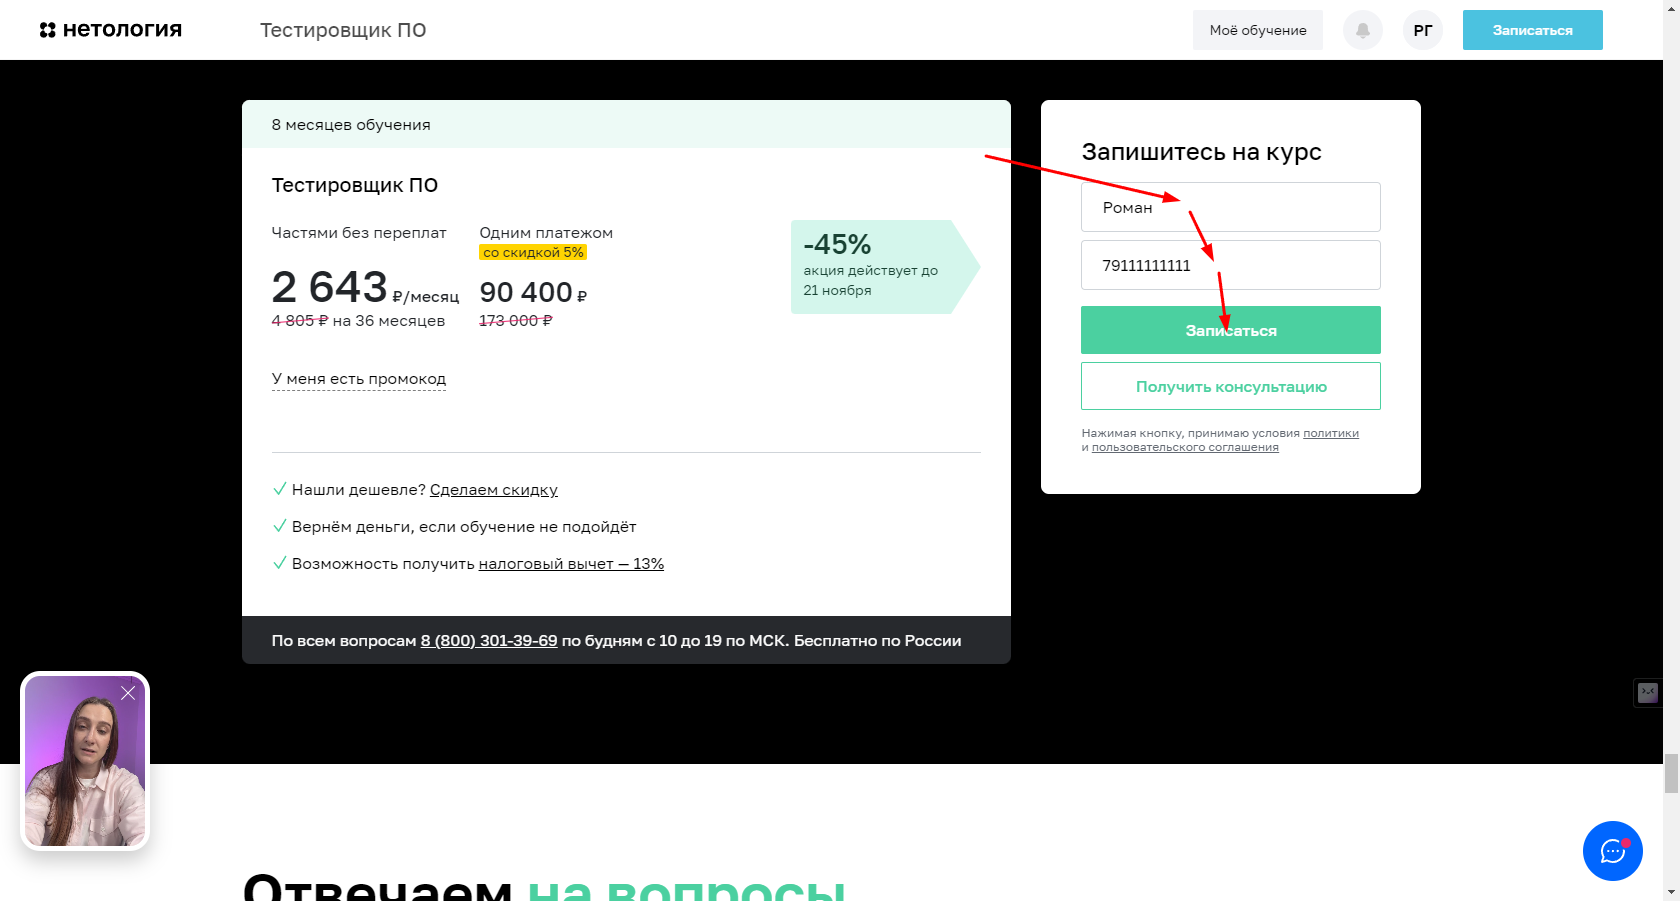 нетология
Тестировщик ПО
Моё обучение
РГ
Записаться
8 месяцев обучения
Тестировщик ПО
Частями без переплат
2 643 ₽/месяц
4 805 ₽ на 36 месяцев
Одним платежом
со скидкой 5%
90 400 ₽
173 000 ₽
-45%
акция действует до
21 ноября
У меня есть промокод
Нашли дешевле? Сделаем скидку
Вернём деньги, если обучение не подойдёт
Возможность получить налоговый вычет — 13%
По всем вопросам 8 (800) 301-39-69 по будням с 10 до 19 по МСК. Бесплатно по России
Запишитесь на курс
Роман
79111111111
Записаться
Получить консультацию
Нажимая кнопку, принимаю условия политики
и пользовательского соглашения
Отвечаем на вопросы